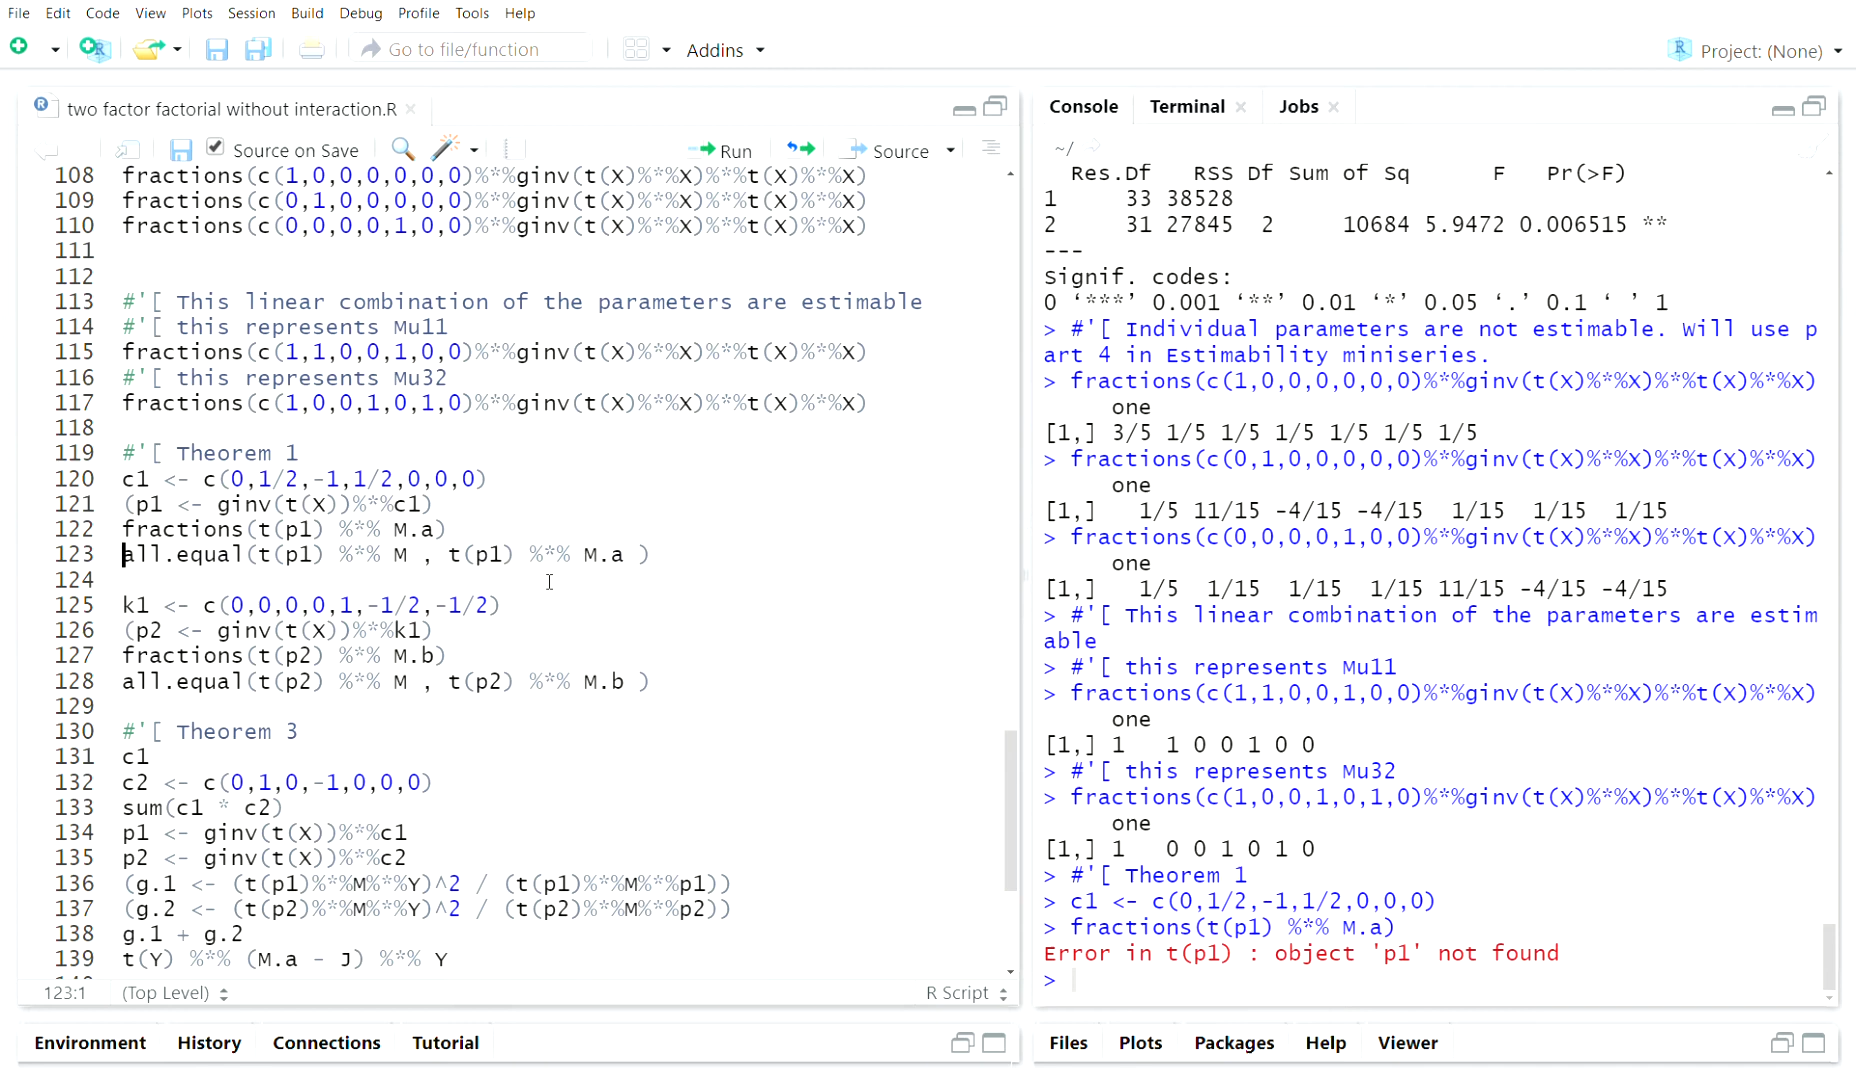 File Edit Code View Plots Session Build Debug Profile Tools Help
Go to file/function Addins Project: (None)
two factor factorial without interaction.R
Source on Save Run Source
108 fractions(c(1,0,0,0,0,0,0)%*%ginv(t(X)%*%X)%*%t(X)%*%X)
109 fractions(c(0,1,0,0,0,0,0)%*%ginv(t(X)%*%X)%*%t(X)%*%X)
110 fractions(c(0,0,0,0,1,0,0)%*%ginv(t(X)%*%X)%*%t(X)%*%X)
111
112
113 #'[ This linear combination of the parameters are estimable
114 #'[ this represents Mu11
115 fractions(c(1,1,0,0,1,0,0)%*%ginv(t(X)%*%X)%*%t(X)%*%X)
116 #'[ this represents Mu32
117 fractions(c(1,0,0,1,0,1,0)%*%ginv(t(X)%*%X)%*%t(X)%*%X)
118
119 #'[ Theorem 1
120 c1 <- c(0,1/2,-1,1/2,0,0,0)
121 (p1 <- ginv(t(X))%*%c1)
122 fractions(t(p1) %*% M.a)
123 all.equal(t(p1) %*% M , t(p1) %*% M.a )
124
125 k1 <- c(0,0,0,0,1,-1/2,-1/2)
126 (p2 <- ginv(t(X))%*%k1)
127 fractions(t(p2) %*% M.b)
128 all.equal(t(p2) %*% M , t(p2) %*% M.b )
129
130 #'[ Theorem 3
131 c1
132 c2 <- c(0,1,0,-1,0,0,0)
133 sum(c1 * c2)
134 p1 <- ginv(t(X))%*%c1
135 p2 <- ginv(t(X))%*%c2
136 (g.1 <- (t(p1)%*%M%*%Y)^2 / (t(p1)%*%M%*%p1))
137 (g.2 <- (t(p2)%*%M%*%Y)^2 / (t(p2)%*%M%*%p2))
138 g.1 + g.2
139 t(Y) %*% (M.a - J) %*% Y
123:1 (Top Level) R Script
Environment History Connections Tutorial
Console Terminal Jobs
~/
Res.Df RSS Df Sum of Sq F Pr(>F)
1 33 38528
2 31 27845 2 10684 5.9472 0.006515 **
---
Signif. codes:
0 ‘***’ 0.001 ‘**’ 0.01 ‘*’ 0.05 ‘.’ 0.1 ‘ ’ 1
> #'[ Individual parameters are not estimable. Will use p
art 4 in Estimability miniseries.
> fractions(c(1,0,0,0,0,0,0)%*%ginv(t(X)%*%X)%*%t(X)%*%X)
one
[1,] 3/5 1/5 1/5 1/5 1/5 1/5 1/5
> fractions(c(0,1,0,0,0,0,0)%*%ginv(t(X)%*%X)%*%t(X)%*%X)
one
[1,] 1/5 11/15 -4/15 -4/15 1/15 1/15 1/15
> fractions(c(0,0,0,0,1,0,0)%*%ginv(t(X)%*%X)%*%t(X)%*%X)
one
[1,] 1/5 1/15 1/15 1/15 11/15 -4/15 -4/15
> #'[ This linear combination of the parameters are estim
able
> #'[ this represents Mu11
> fractions(c(1,1,0,0,1,0,0)%*%ginv(t(X)%*%X)%*%t(X)%*%X)
one
[1,] 1 1 0 0 1 0 0
> #'[ this represents Mu32
> fractions(c(1,0,0,1,0,1,0)%*%ginv(t(X)%*%X)%*%t(X)%*%X)
one
[1,] 1 0 0 1 0 1 0
> #'[ Theorem 1
> c1 <- c(0,1/2,-1,1/2,0,0,0)
> fractions(t(p1) %*% M.a)
Error in t(p1) : object 'p1' not found
>
Files Plots Packages Help Viewer